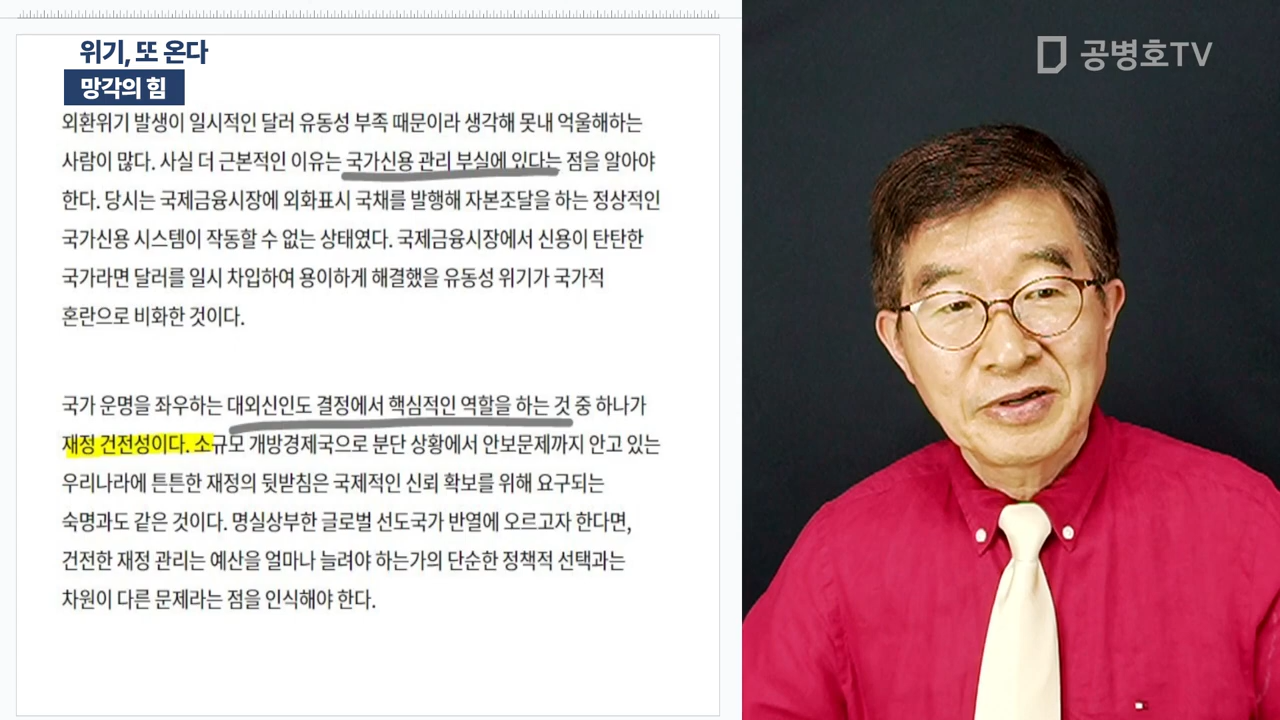 위기, 또 온다
망각의 힘
공병호TV
외환위기 발생이 일시적인 달러 유동성 부족 때문이라 생각해 못내 억울해하는
사람이 많다. 사실 더 근본적인 이유는 국가신용 관리 부실에 있다는 점을 알아야
한다. 당시는 국제금융시장에 외화표시 국채를 발행해 자본조달을 하는 정상적인
국가신용 시스템이 작동할 수 없는 상태였다. 국제금융시장에서 신용이 탄탄한
국가라면 달러를 일시 차입하여 용이하게 해결했을 유동성 위기가 국가적
혼란으로 비화한 것이다.
국가 운명을 좌우하는 대외신인도 결정에서 핵심적인 역할을 하는 것 중 하나가
재정 건전성이다. 소규모 개방경제국으로 분단 상황에서 안보문제까지 안고 있는
우리나라에 튼튼한 재정의 뒷받침은 국제적인 신뢰 확보를 위해 요구되는
숙명과도 같은 것이다. 명실상부한 글로벌 선도국가 반열에 오르고자 한다면,
건전한 재정 관리는 예산을 얼마나 늘려야 하는가의 단순한 정책적 선택과는
차원이 다른 문제라는 점을 인식해야 한다.